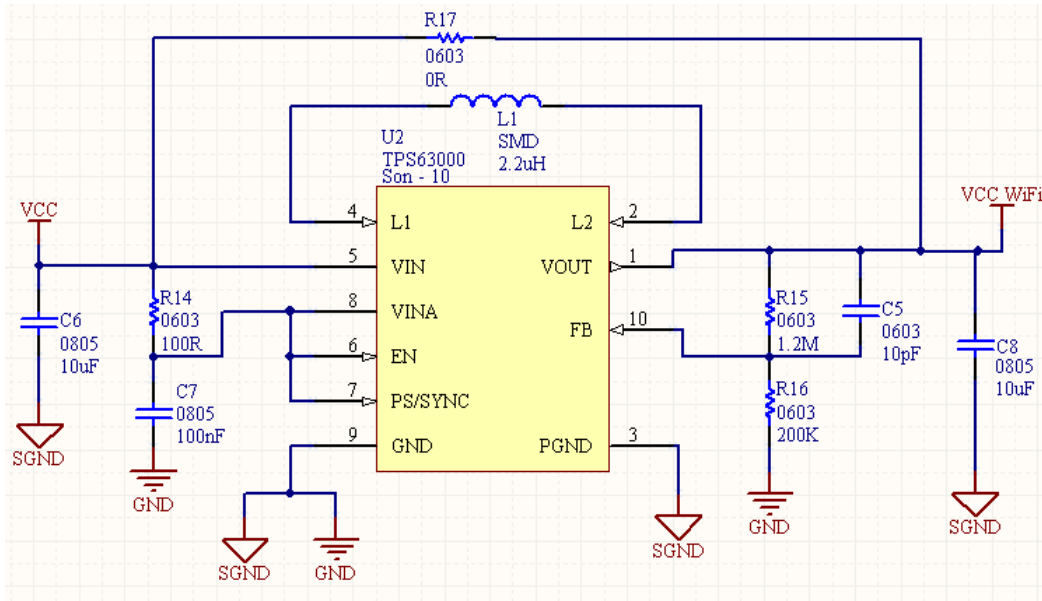 R17
0603
0R
L1
SMD
2.2uH
U2
TPS63000
Son - 10
VCC
VCC WiFi
4
L1
L2
2
5
VIN
VOUT
1
R14
0603
100R
8
VINA
FB
10
R15
0603
1.2M
C5
0603
10pF
C6
0805
10uF
6
EN
C8
0805
10uF
C7
0805
100nF
7
PS/SYNC
R16
0603
200K
9
GND
PGND
3
SGND
GND
GND
SGND
SGND
GND
SGND